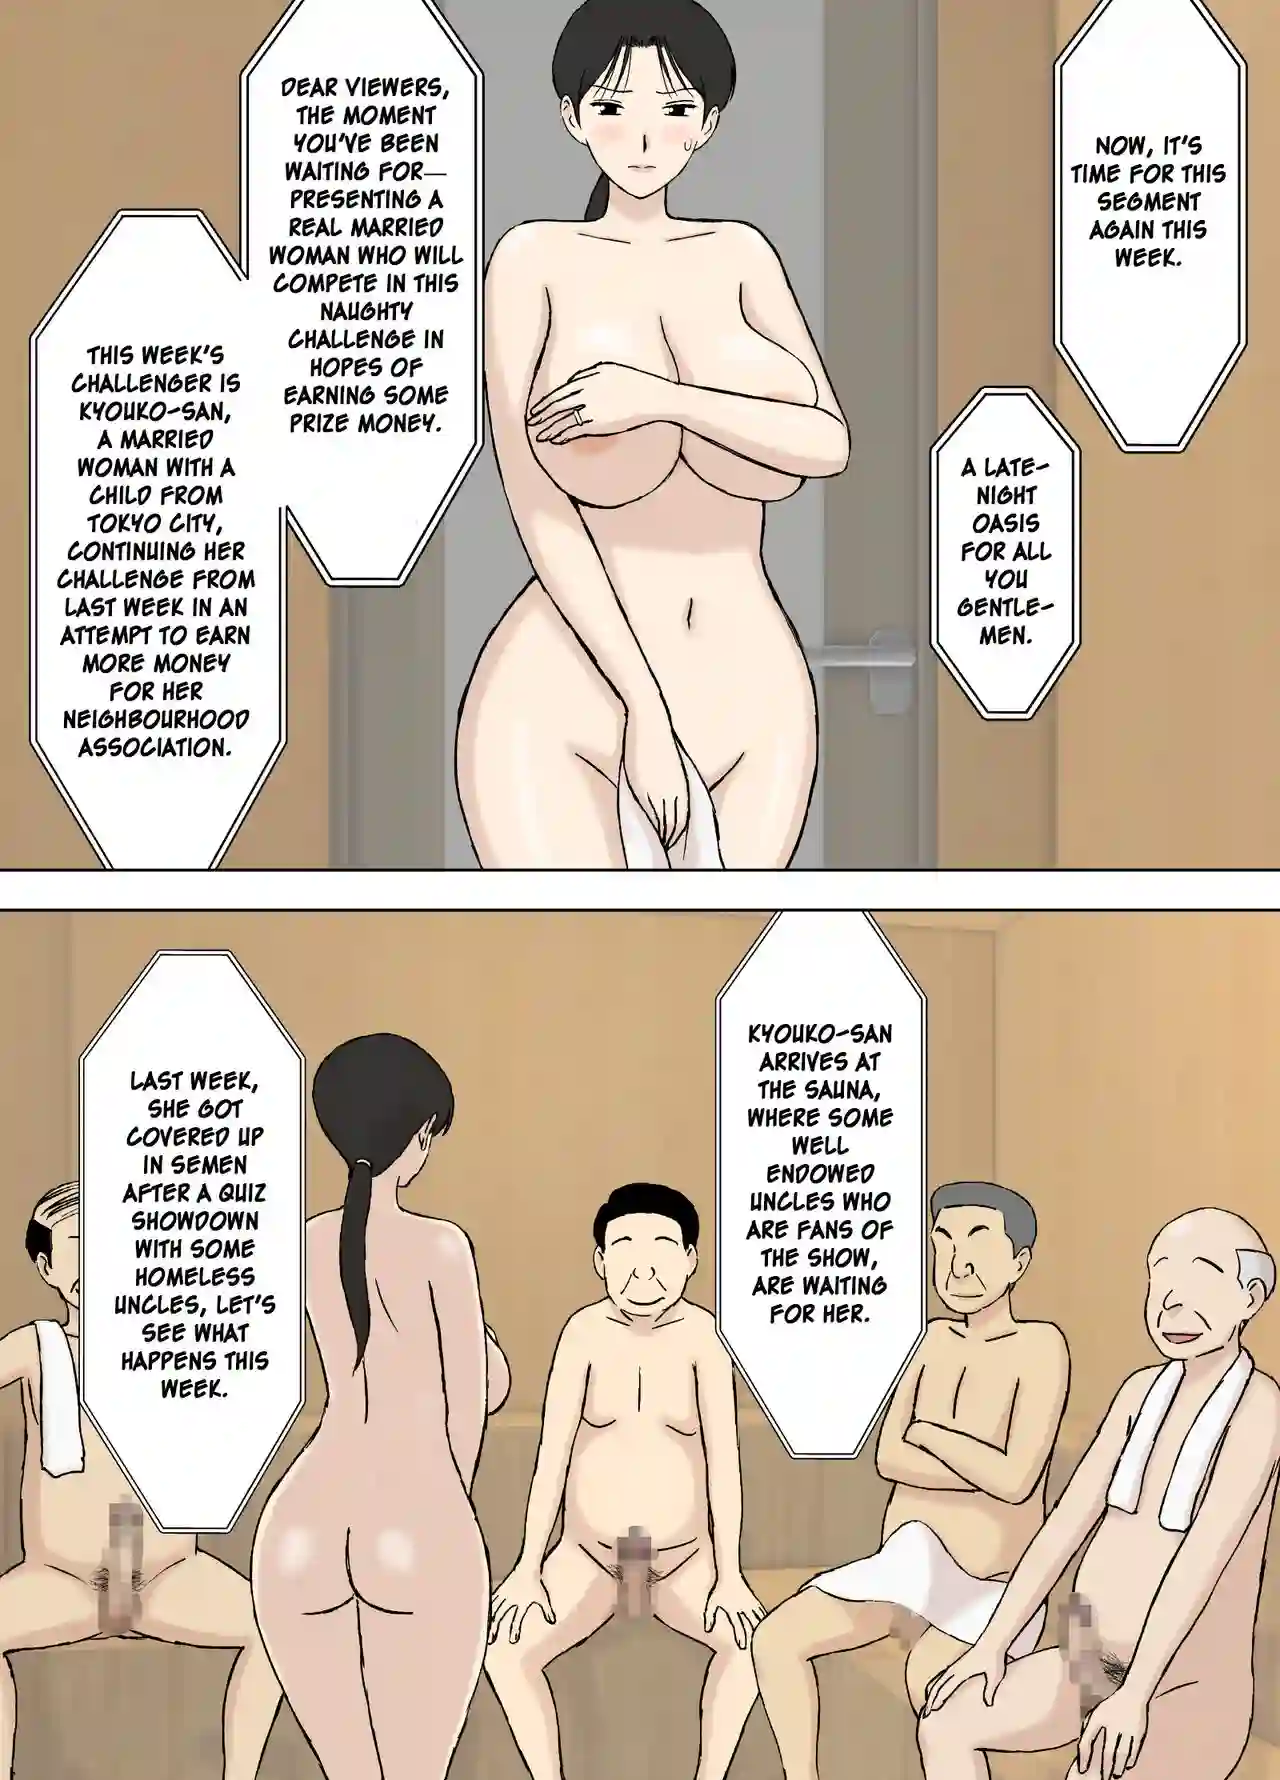 NOW, IT'S
TIME FOR THIS
SEGMENT
AGAIN THIS
WEEK.
A LATE-
NIGHT
OASIS
FOR ALL
YOU
GENTLE-
MEN.
DEAR VIEWERS,
THE MOMENT
YOU'VE BEEN
WAITING FOR—
PRESENTING A
REAL MARRIED
WOMAN WHO WILL
COMPETE IN THIS
NAUGHTY
CHALLENGE IN
HOPES OF
EARNING SOME
PRIZE MONEY.
THIS WEEK'S
CHALLENGER IS
KYOUKO-SAN,
A MARRIED
WOMAN WITH A
CHILD FROM
TOKYO CITY,
CONTINUING HER
CHALLENGE FROM
LAST WEEK IN AN
ATTEMPT TO EARN
MORE MONEY
FOR HER
NEIGHBOURHOOD
ASSOCIATION.
KYOUKO-SAN
ARRIVES AT
THE SAUNA,
WHERE SOME
WELL
ENDOWED
UNCLES WHO
ARE FANS OF
THE SHOW,
ARE WAITING
FOR HER.
LAST WEEK,
SHE GOT
COVERED UP
IN SEMEN
AFTER A QUIZ
SHOWDOWN
WITH SOME
HOMELESS
UNCLES, LET'S
SEE WHAT
HAPPENS THIS
WEEK.